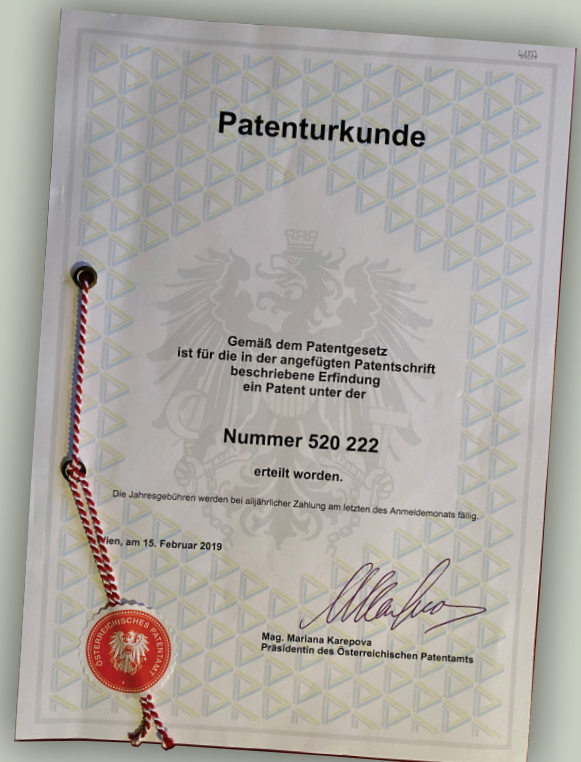 41877
Patenturkunde
Gemäß dem Patentgesetz
ist für die in der angefügten Patentschrift
beschriebene Erfindung
ein Patent unter der
Nummer 520 222
erteilt worden.
Die Jahresgebühren werden bei alljährlicher Zahlung am letzten des Anmeldemonats fällig.
Wien, am 15. Februar 2019
Mag. Mariana Karepova
Präsidentin des Österreichischen Patentamts
ÖSTERREICHISCHES PATENTAMT